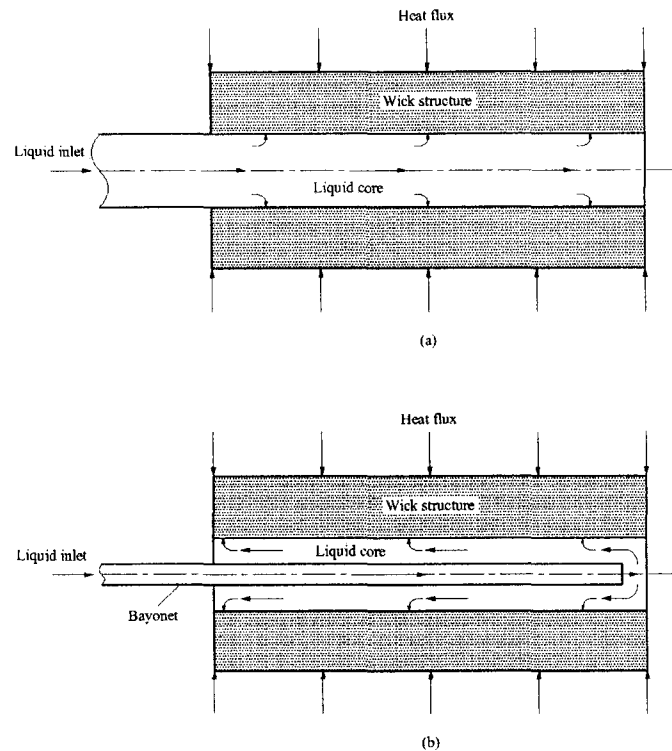 Heat flux
Wick structure
Liquid inlet
Liquid core
(a)
Heat flux
Wick structure
Liquid inlet
Liquid core
Bayonet
(b)